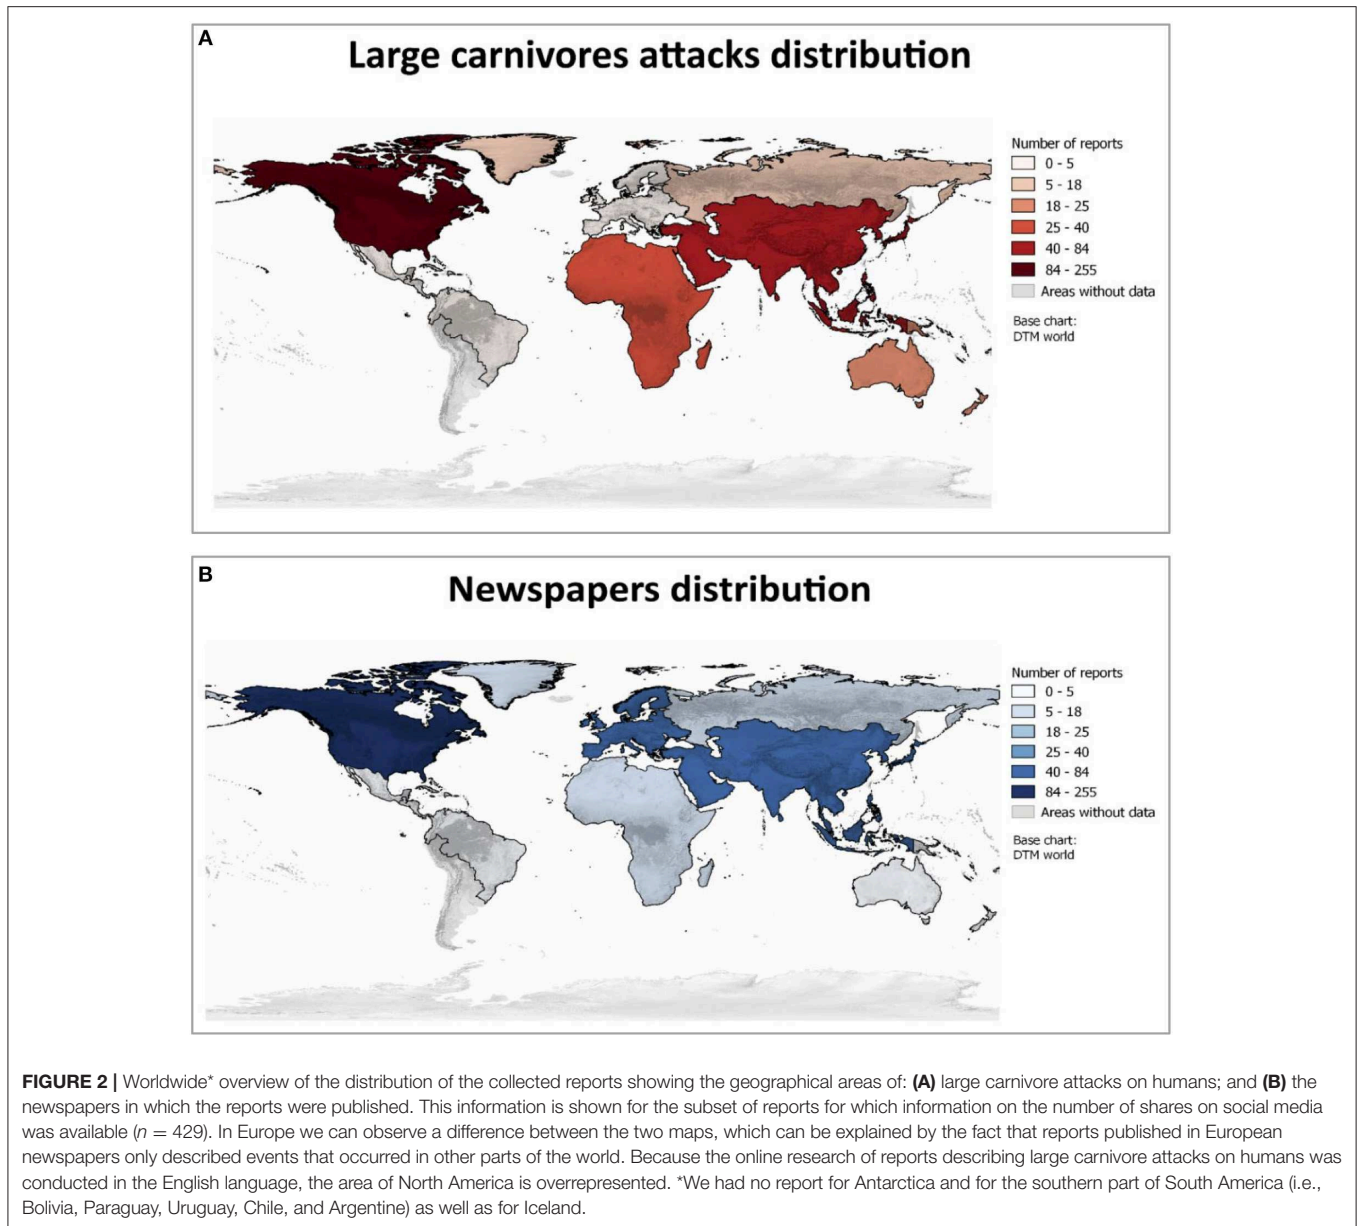 A
Large carnivores attacks distribution
Number of reports
0 - 5
5 - 18
18 - 25
25 - 40
40 - 84
84 - 255
Areas without data
Base chart:
DTM world
B
Newspapers distribution
Number of reports
0 - 5
5 - 18
18 - 25
25 - 40
40 - 84
84 - 255
Areas without data
Base chart:
DTM world
FIGURE 2 | Worldwide* overview of the distribution of the collected reports showing the geographical areas of: (A) large carnivore attacks on humans; and (B) the
newspapers in which the reports were published. This information is shown for the subset of reports for which information on the number of shares on social media
was available (n = 429). In Europe we can observe a difference between the two maps, which can be explained by the fact that reports published in European
newspapers only described events that occurred in other parts of the world. Because the online research of reports describing large carnivore attacks on humans was
conducted in the English language, the area of North America is overrepresented. *We had no report for Antarctica and for the southern part of South America (i.e.,
Bolivia, Paraguay, Uruguay, Chile, and Argentine) as well as for Iceland.